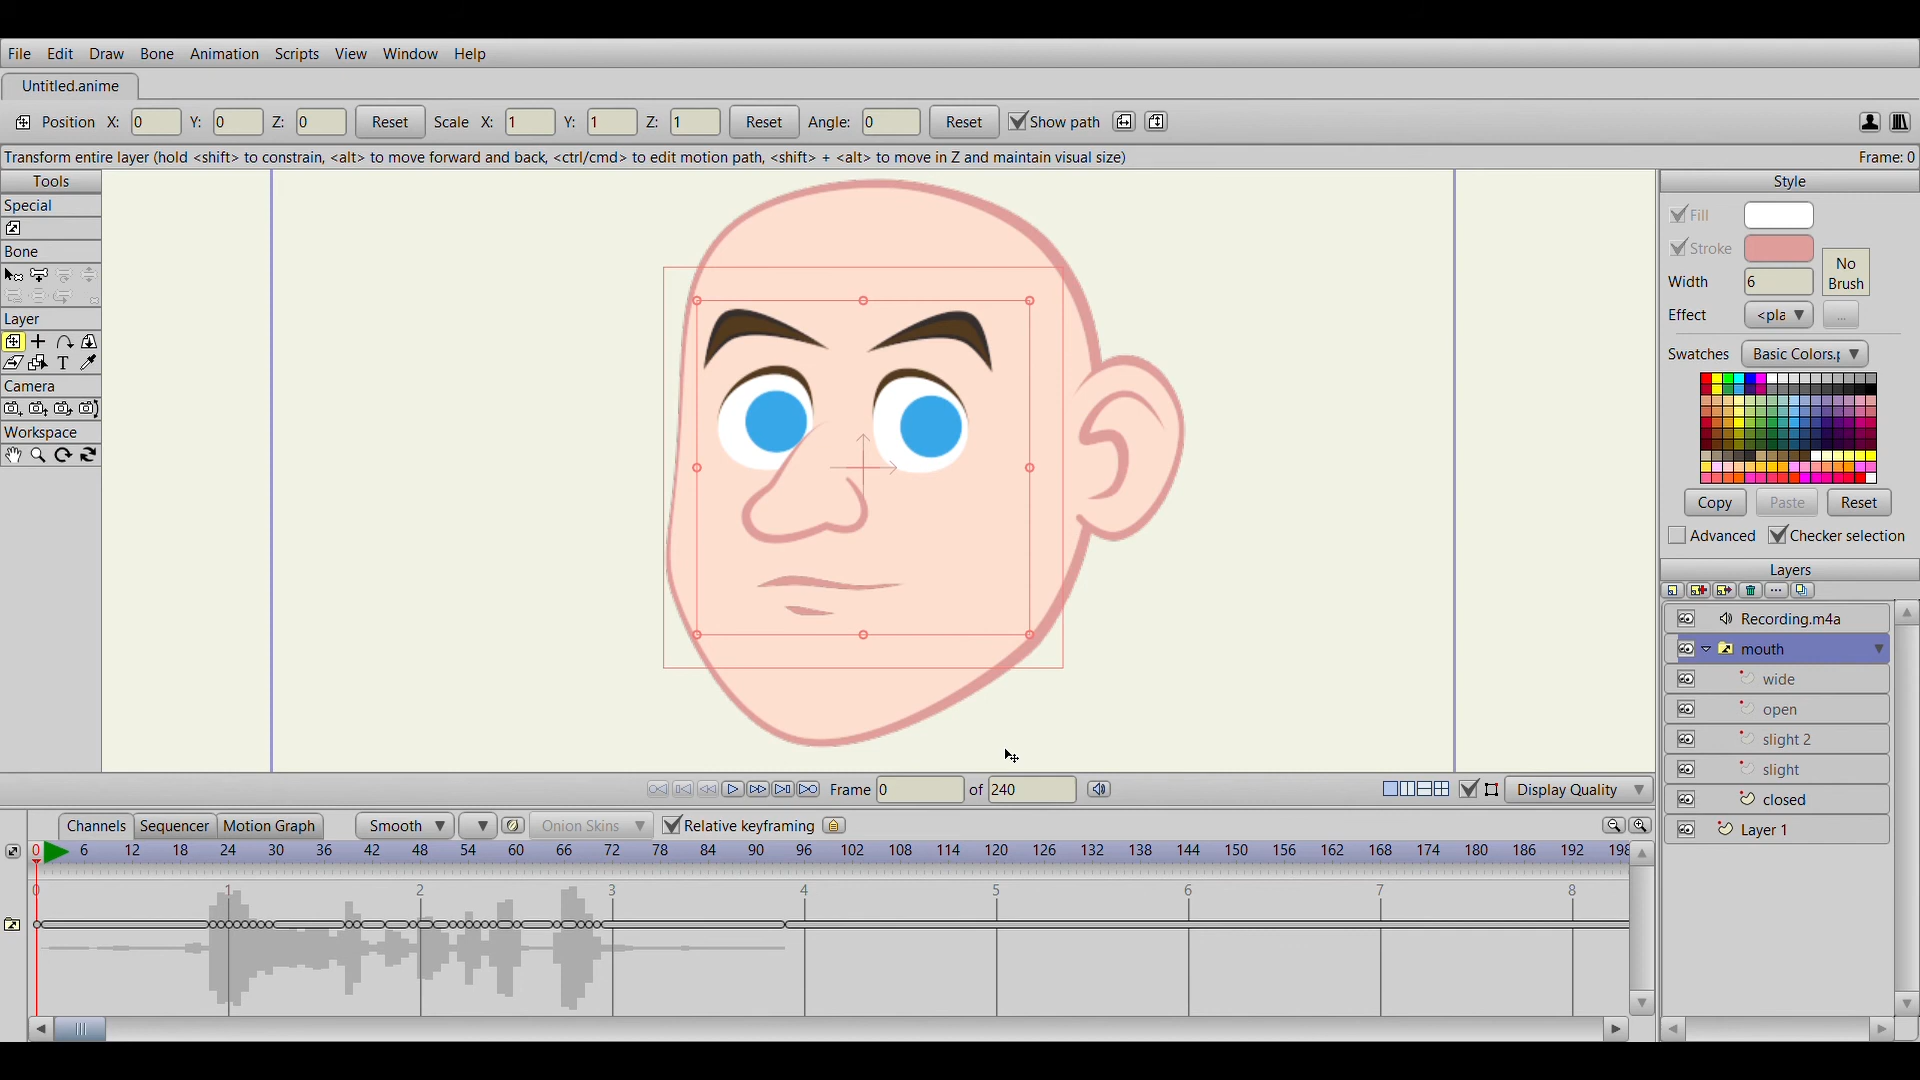 File Edit Draw Bone Animation Scripts View Window Help
Untitled.anime
Position X: 0 Y: 0 Z: 0 Reset Scale X: 1 Y: 1 Z: 1 Reset Angle: 0 Reset Show path
Transform entire layer (hold <shift> to constrain, <alt> to move forward and back, <ctrl/cmd> to edit motion path, <shift> + <alt> to move in Z and maintain visual size) Frame: 0
Tools
Special
Bone
Layer
T
Camera
Workspace
Style
Fill
Stroke
No
Brush
Width 6
Effect <pla ...
Swatches Basic Colors.p
Copy Paste Reset
Advanced Checker selection
Layers
Recording.m4a
mouth
wide
open
slight 2
slight
closed
Layer 1
Frame 0 of 240 Display Quality
Channels Sequencer Motion Graph Smooth Onion Skins Relative keyframing
0 6 12 18 24 30 36 42 48 54 60 66 72 78 84 90 96 102 108 114 120 126 132 138 144 150 156 162 168 174 180 186 192 198
0 1 2 3 4 5 6 7 8